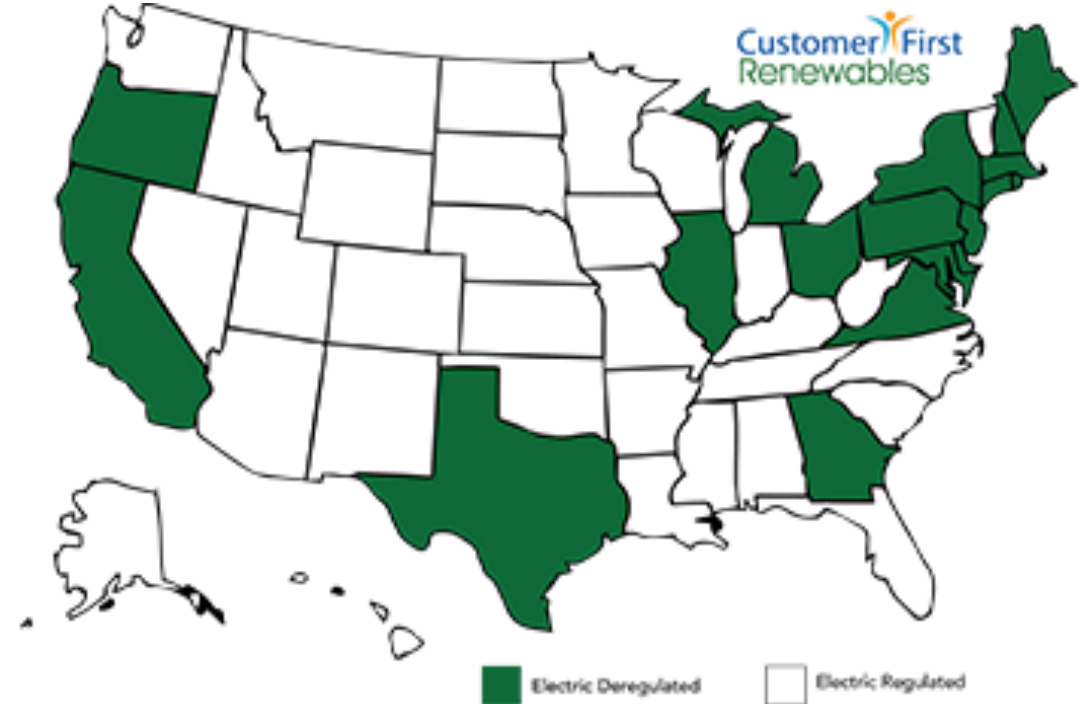 Customer First
Renewables
Electric Deregulated
Electric Regulated